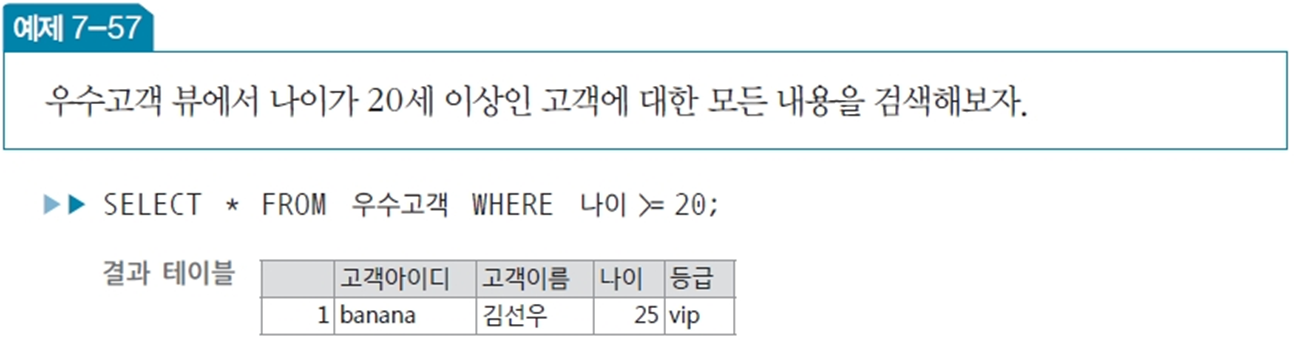 예제 7-57
우수고객 뷰에서 나이가 20세 이상인 고객에 대한 모든 내용을 검색해보자.
▶▶ SELECT * FROM 우수고객 WHERE 나이 >= 20;
결과 테이블
고객아이디 고객이름 나이 등급
1 banana 김선우 25 vip